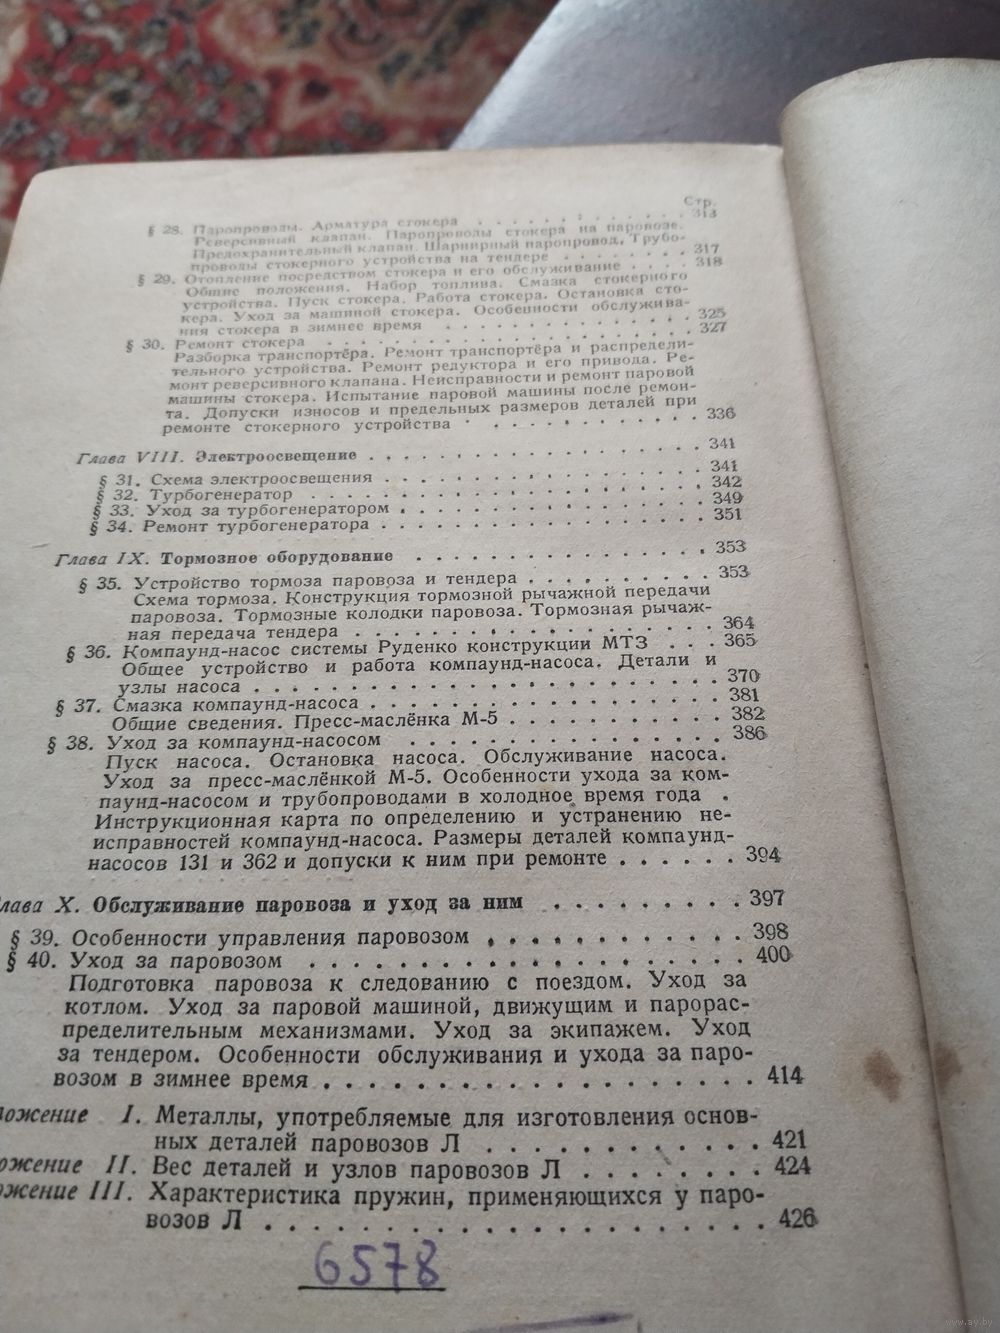 Стр.
§ 28. Паропроводы. Арматура стокера . . . . . . . . . . . 313
Паропроводы стокера на паровозе.
Реверсивный клапан. Предохранительный клапан. Шарнирный паропровод. Трубо-
проводы стокерного устройства на тендере . . . . . . . 317
§ 29. Отопление посредством стокера и его обслуживание . . . . 318
Общие положения. Набор топлива. Смазка стокерного
устройства. Пуск стокера. Работа стокера. Остановка сто-
кера. Уход за машиной стокера. Особенности обслужива-
ния стокера в зимнее время . . . . . . . . . . . . . 325
§ 30. Ремонт стокера . . . . . . . . . . . . . . . . . . 327
Разборка транспортёра. Ремонт транспортёра и распредели-
тельного устройства. Ремонт редуктора и его привода. Ре-
монт реверсивного клапана. Неисправности и ремонт паровой
машины стокера. Испытание паровой машины после ремон-
та. Допуски износов и предельных размеров деталей при
ремонте стокерного устройства . . . . . . . . . . . . 336
Глава VIII. Электроосвещение . . . . . . . . . . . . . . . 341
§ 31. Схема электроосвещения . . . . . . . . . . . . . . 341
§ 32. Турбогенератор . . . . . . . . . . . . . . . . . . 342
§ 33. Уход за турбогенератором . . . . . . . . . . . . . 349
§ 34. Ремонт турбогенератора . . . . . . . . . . . . . . 351
Глава IX. Тормозное оборудование . . . . . . . . . . . . . 353
§ 35. Устройство тормоза паровоза и тендера . . . . . . . . . . 353
Схема тормоза. Конструкция тормозной рычажной передачи
паровоза. Тормозные колодки паровоза. Тормозная рычаж-
ная передача тендера . . . . . . . . . . . . . . . . 364
§ 36. Компаунд-насос системы Руденко конструкции МТЗ . . . 365
Общее устройство и работа компаунд-насоса. Детали и
узлы насоса . . . . . . . . . . . . . . . . . . . . . 370
§ 37. Смазка компаунд-насоса . . . . . . . . . . . . . . . 381
Общие сведения. Пресс-маслёнка М-5 . . . . . . . . . . 382
§ 38. Уход за компаунд-насосом . . . . . . . . . . . . . . 386
Пуск насоса. Остановка насоса. Обслуживание насоса.
Уход за пресс-маслёнкой М-5. Особенности ухода за ком-
паунд-насосом и трубопроводами в холодное время года .
Инструкционная карта по определению и устранению не-
исправностей компаунд-насоса. Размеры деталей компаунд-
насосов 131 и 362 и допуски к ним при ремонте . . . . . . 394
лава X. Обслуживание паровоза и уход за ним . . . . . . . . 397
§ 39. Особенности управления паровозом . . . . . . . . . . . 398
§ 40. Уход за паровозом . . . . . . . . . . . . . . . . . 400
Подготовка паровоза к следованию с поездом. Уход за
котлом. Уход за паровой машиной, движущим и парорас-
пределительным механизмами. Уход за экипажем. Уход
за тендером. Особенности обслуживания и ухода за паро-
возом в зимнее время . . . . . . . . . . . . . . . . . . 414
ложение I. Металлы, употребляемые для изготовления основ-
ных деталей паровозов Л . . . . . . . . . . . . 421
ожение II. Вес деталей и узлов паровозов Л . . . . . . . . 424
жение III. Характеристика пружин, применяющихся у паро-
возов Л . . . . . . . . . . . . . . . . . . . . . 426
6578
www.ay.by